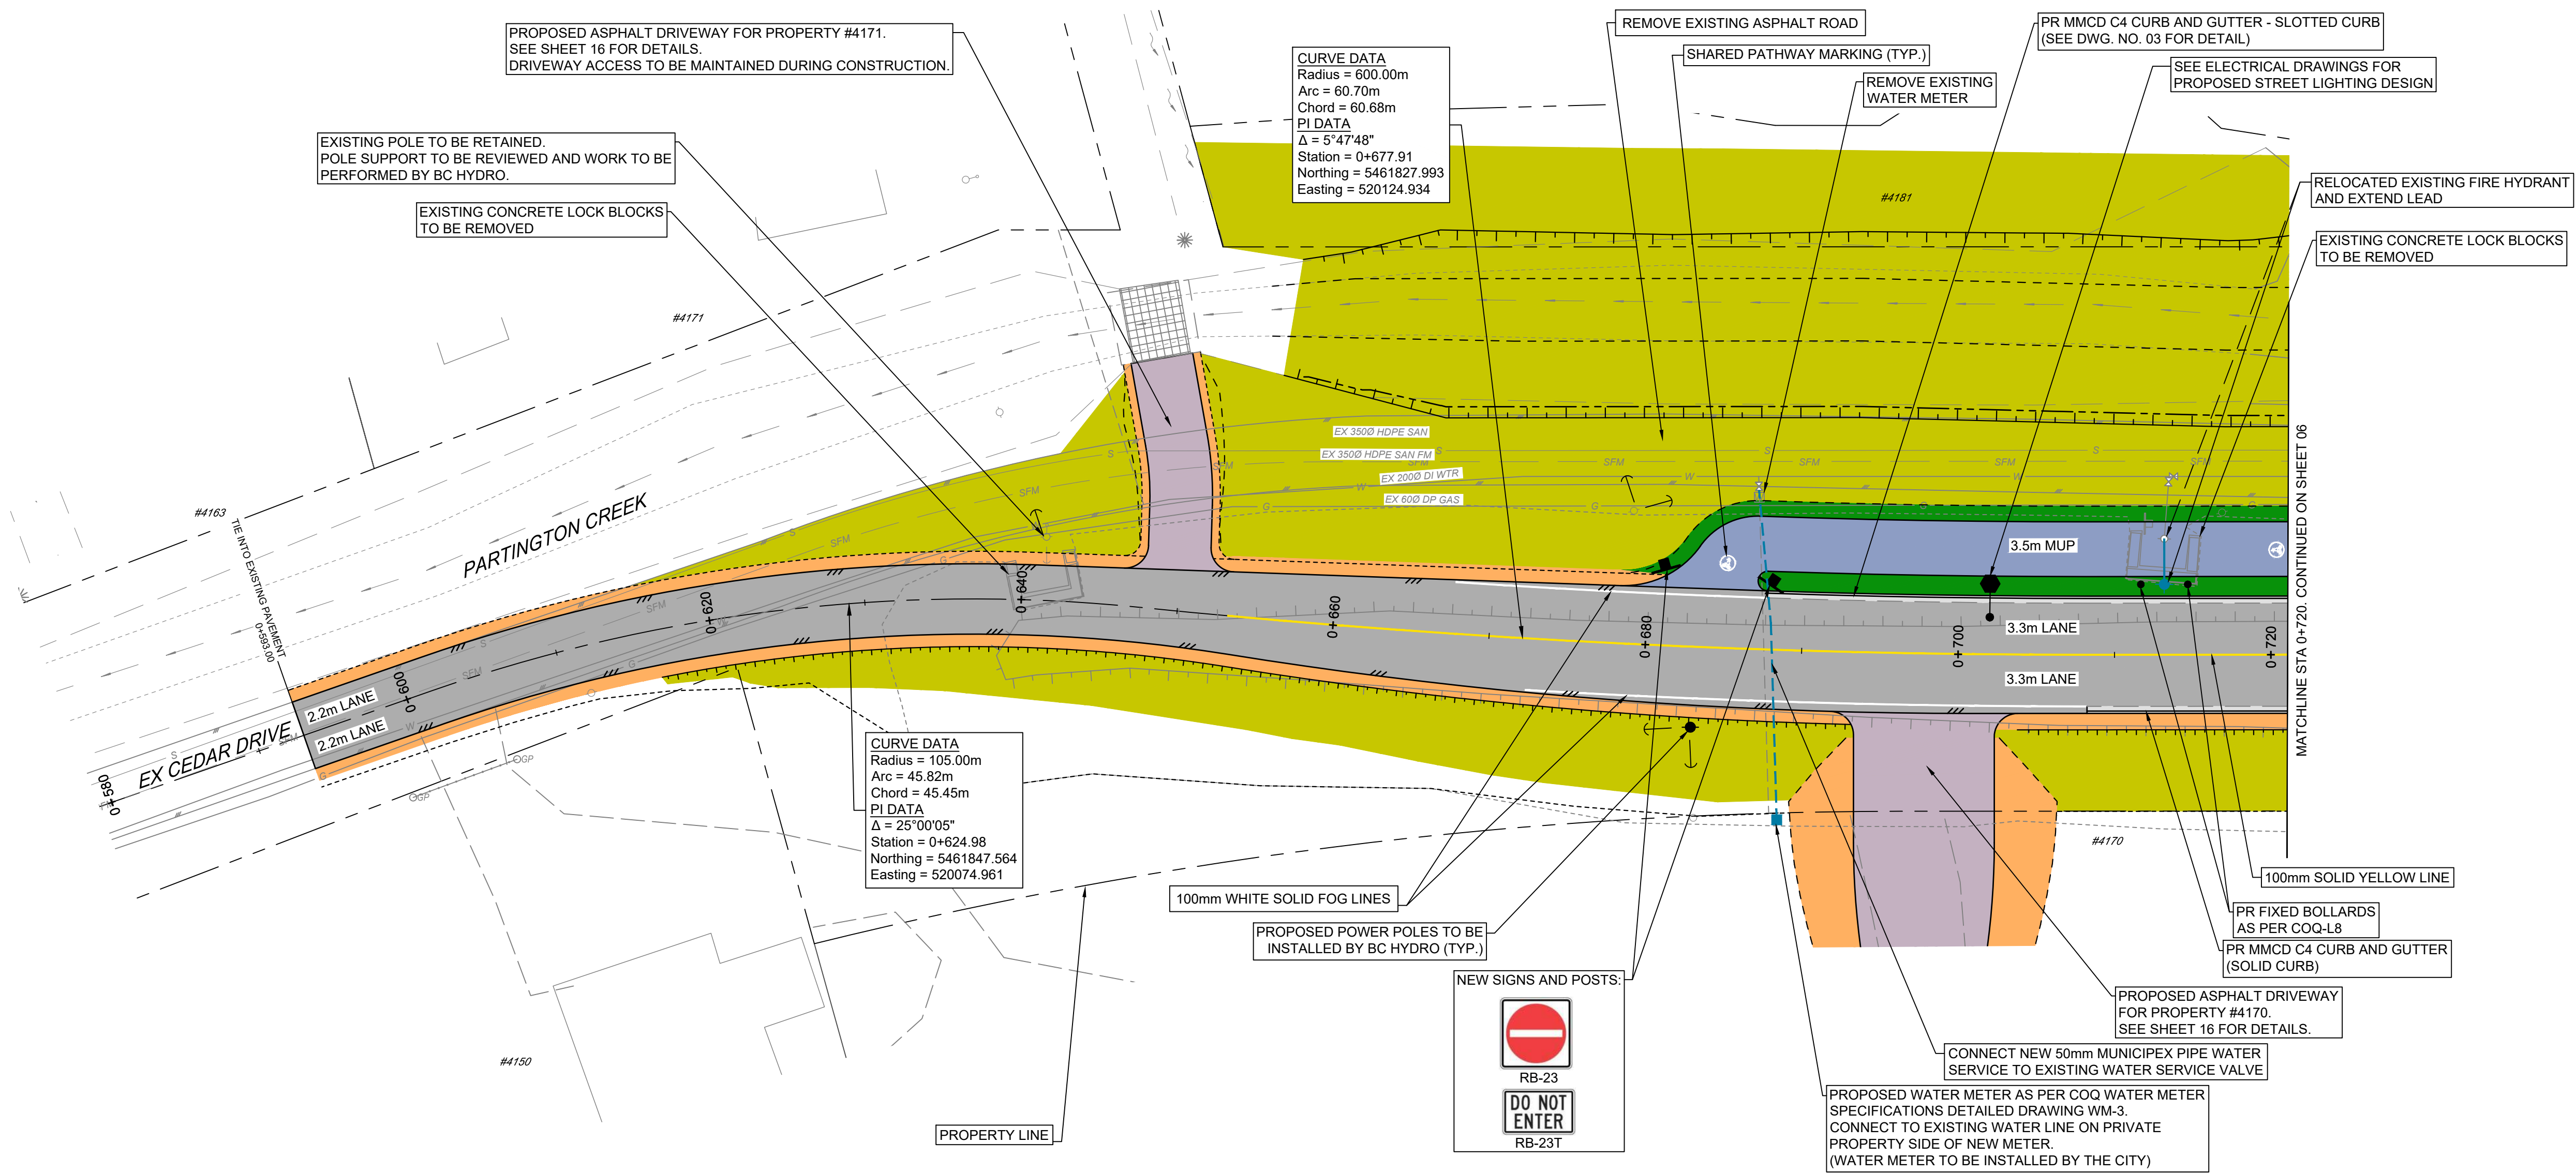 PROPOSED ASPHALT DRIVEWAY FOR PROPERTY #4171.
SEE SHEET 16 FOR DETAILS.
DRIVEWAY ACCESS TO BE MAINTAINED DURING CONSTRUCTION.
EXISTING POLE TO BE RETAINED.
POLE SUPPORT TO BE REVIEWED AND WORK TO BE
PERFORMED BY BC HYDRO.
EXISTING CONCRETE LOCK BLOCKS
TO BE REMOVED
CURVE DATA
Radius = 600.00m
Arc = 60.70m
Chord = 60.68m
PI DATA
Δ = 5°47'48"
Station = 0+677.91
Northing = 5461827.993
Easting = 520124.934
REMOVE EXISTING ASPHALT ROAD
SHARED PATHWAY MARKING (TYP.)
REMOVE EXISTING
WATER METER
PR MMCD C4 CURB AND GUTTER - SLOTTED CURB
(SEE DWG. NO. 03 FOR DETAIL)
SEE ELECTRICAL DRAWINGS FOR
PROPOSED STREET LIGHTING DESIGN
RELOCATED EXISTING FIRE HYDRANT
AND EXTEND LEAD
EXISTING CONCRETE LOCK BLOCKS
TO BE REMOVED
#4181
#4171
#4163
TIE INTO EXISTING PAVEMENT
0+593.00
PARTINGTON CREEK
EX 350Ø HDPE SAN
EX 350Ø HDPE SAN FM
EX 200Ø DI WTR
EX 60Ø DP GAS
S
S
S
S
S
S
S
SFM
SFM
SFM
SFM
SFM
SFM
SFM
SFM
SFM
SFM
SFM
SFM
W
W
W
W
W
W
G
G
G
G
G
G
3.5m MUP
3.3m LANE
3.3m LANE
2.2m LANE
2.2m LANE
EX CEDAR DRIVE
0+580
0+600
0+620
0+640
0+660
0+680
0+700
0+720
MATCHLINE STA 0+720. CONTINUED ON SHEET 06
GP
GP
CURVE DATA
Radius = 105.00m
Arc = 45.82m
Chord = 45.45m
PI DATA
Δ = 25°00'05"
Station = 0+624.98
Northing = 5461847.564
Easting = 520074.961
#4170
#4150
100mm WHITE SOLID FOG LINES
PROPOSED POWER POLES TO BE
INSTALLED BY BC HYDRO (TYP.)
NEW SIGNS AND POSTS:
RB-23
DO NOT
ENTER
RB-23T
PROPERTY LINE
100mm SOLID YELLOW LINE
PR FIXED BOLLARDS
AS PER COQ-L8
PR MMCD C4 CURB AND GUTTER
(SOLID CURB)
PROPOSED ASPHALT DRIVEWAY
FOR PROPERTY #4170.
SEE SHEET 16 FOR DETAILS.
CONNECT NEW 50mm MUNICIPEX PIPE WATER
SERVICE TO EXISTING WATER SERVICE VALVE
PROPOSED WATER METER AS PER COQ WATER METER
SPECIFICATIONS DETAILED DRAWING WM-3.
CONNECT TO EXISTING WATER LINE ON PRIVATE
PROPERTY SIDE OF NEW METER.
(WATER METER TO BE INSTALLED BY THE CITY)